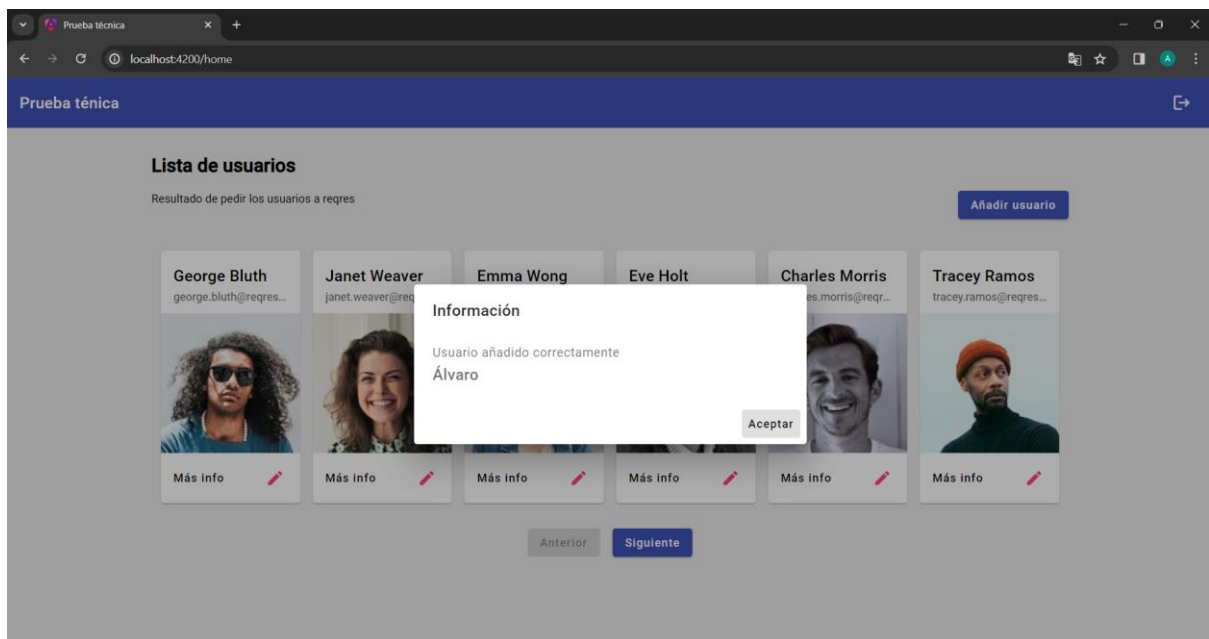 Prueba técnica
localhost:4200/home
A
Prueba ténica
Lista de usuarios
Resultado de pedir los usuarios a reqres
Añadir usuario
George Bluth
george.bluth@reqres...
Janet Weaver
janet.weaver@req
Emma Wong
Eve Holt
Charles Morris
es.morris@reqr...
Tracey Ramos
tracey.ramos@reqres...
Información
Usuario añadido correctamente
Álvaro
Aceptar
Más info
Más info
Más info
Más info
Más info
Más info
Anterior
Siguiente